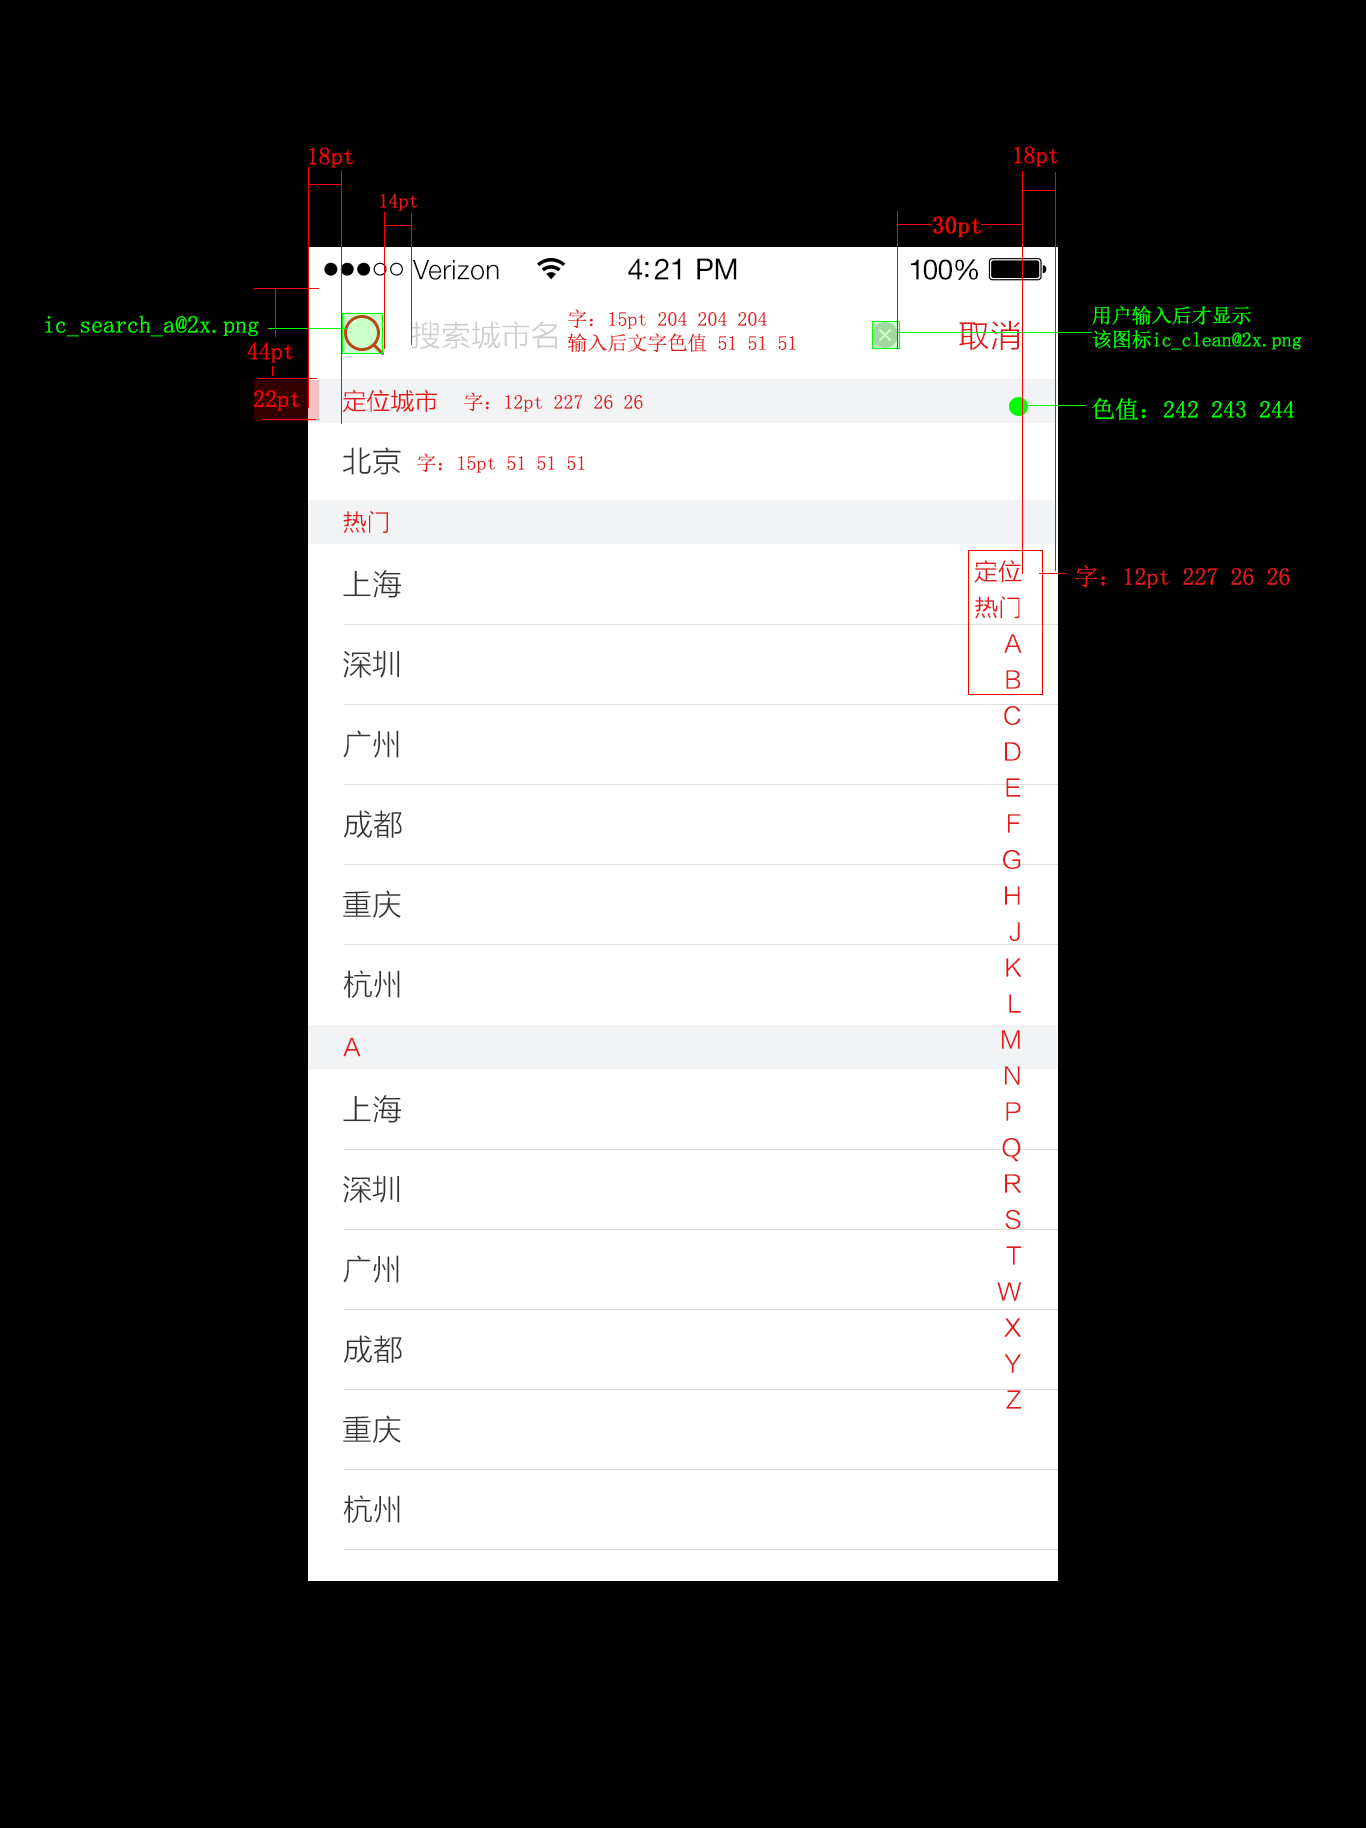 18pt
18pt
14pt
30pt
Verizon
4:21 PM
100%
ic_search_a@2x.png
搜索城市名
字：15pt 204 204 204
输入后文字色值 51 51 51
取消
用户输入后才显示
该图标ic_clean@2x.png
44pt
22pt
定位城市
字：12pt 227 26 26
色值：242 243 244
北京
字：15pt 51 51 51
热门
上海
深圳
广州
成都
重庆
杭州
A
上海
深圳
广州
成都
重庆
杭州
定位
热门
A
B
C
D
E
F
G
H
J
K
L
M
N
P
Q
R
S
T
W
X
Y
Z
字：12pt 227 26 26